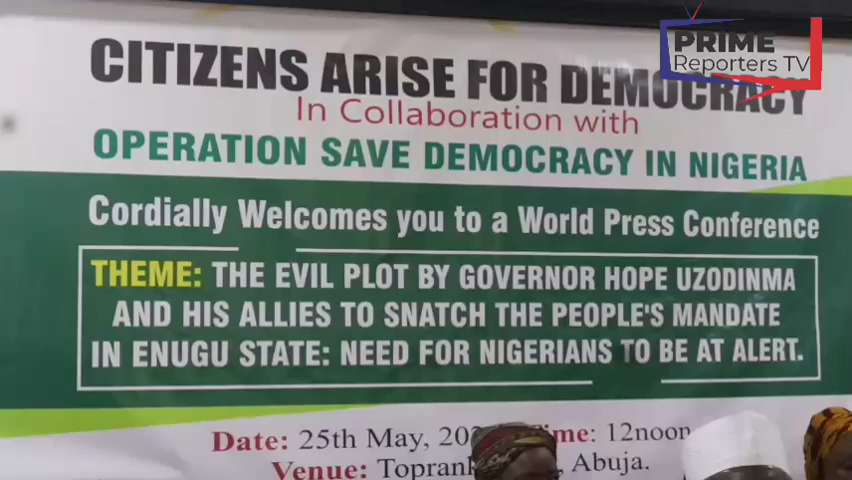 PRIME
Reporters TV
CITIZENS ARISE FOR DEMOCRACY
In Collaboration with
OPERATION SAVE DEMOCRACY IN NIGERIA
Cordially Welcomes you to a World Press Conference
THEME: THE EVIL PLOT BY GOVERNOR HOPE UZODINMA
AND HIS ALLIES TO SNATCH THE PEOPLE'S MANDATE
IN ENUGU STATE: NEED FOR NIGERIANS TO BE AT ALERT.
Date: 25th May, 12noon
Venue: Abuja.